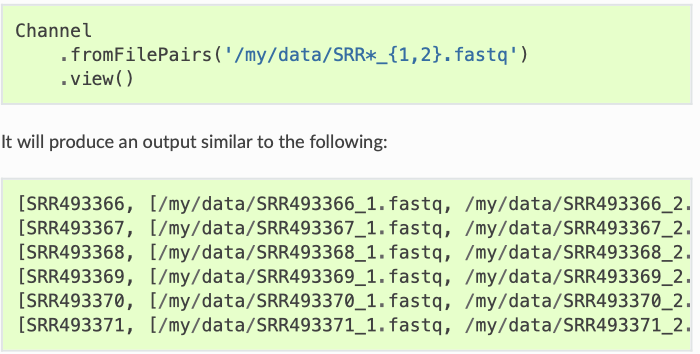 Channel
    .fromFilePairs('/my/data/SRR*_{1,2}.fastq')
    .view()
It will produce an output similar to the following:
[SRR493366, [/my/data/SRR493366_1.fastq, /my/data/SRR493366_2.
[SRR493367, [/my/data/SRR493367_1.fastq, /my/data/SRR493367_2.
[SRR493368, [/my/data/SRR493368_1.fastq, /my/data/SRR493368_2.
[SRR493369, [/my/data/SRR493369_1.fastq, /my/data/SRR493369_2.
[SRR493370, [/my/data/SRR493370_1.fastq, /my/data/SRR493370_2.
[SRR493371, [/my/data/SRR493371_1.fastq, /my/data/SRR493371_2.